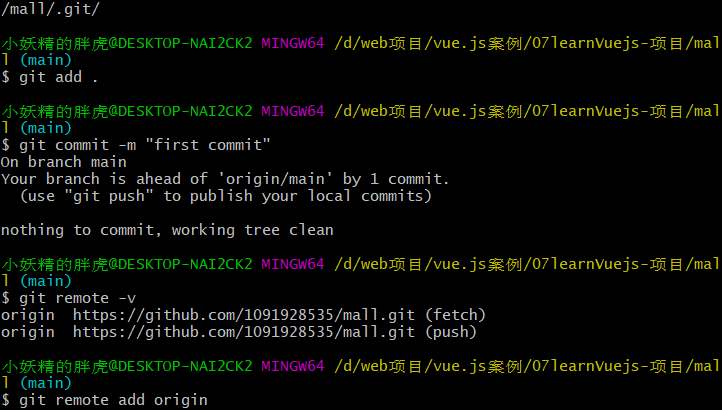 /mall/.git/
小妖精的胖虎@DESKTOP-NAI2CK2 MINGW64 /d/web项目/vue.js案例/07learnVuejs-项目/mal
l (main)
$ git add .
小妖精的胖虎@DESKTOP-NAI2CK2 MINGW64 /d/web项目/vue.js案例/07learnVuejs-项目/mal
l (main)
$ git commit -m "first commit"
On branch main
Your branch is ahead of 'origin/main' by 1 commit.
  (use "git push" to publish your local commits)
nothing to commit, working tree clean
小妖精的胖虎@DESKTOP-NAI2CK2 MINGW64 /d/web项目/vue.js案例/07learnVuejs-项目/mal
l (main)
$ git remote -v
origin  https://github.com/1091928535/mall.git (fetch)
origin  https://github.com/1091928535/mall.git (push)
小妖精的胖虎@DESKTOP-NAI2CK2 MINGW64 /d/web项目/vue.js案例/07learnVuejs-项目/mal
l (main)
$ git remote add origin